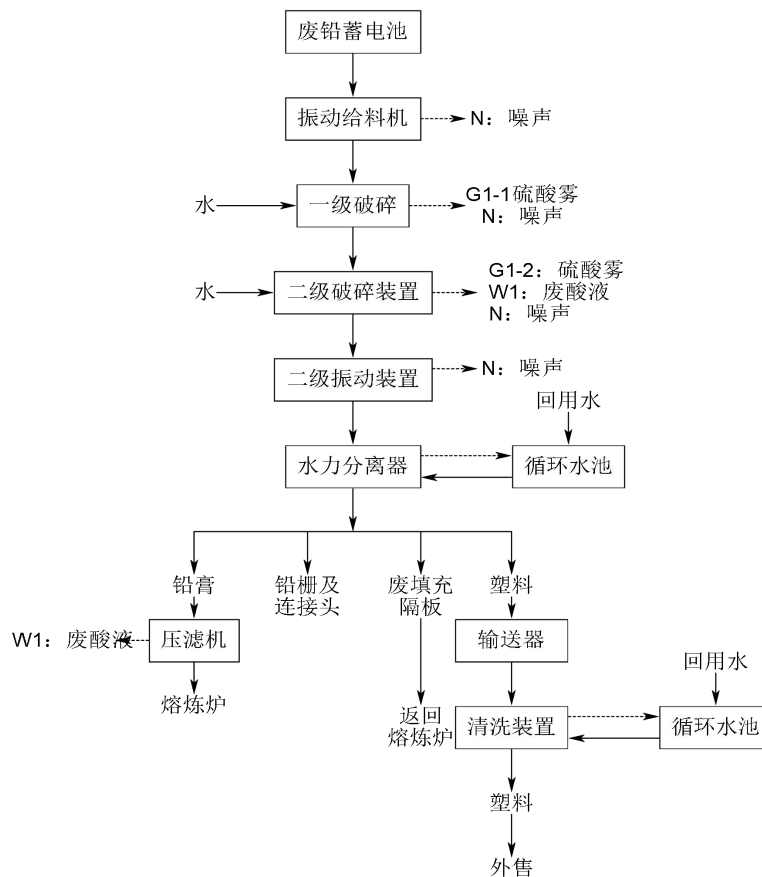 废铅蓄电池
振动给料机
N：噪声
水
一级破碎
G1-1硫酸雾
N：噪声
水
二级破碎装置
G1-2：硫酸雾
W1：废酸液
N：噪声
二级振动装置
N：噪声
回用水
水力分离器
循环水池
铅膏
铅栅及
连接头
废填充
隔板
塑料
W1：废酸液
压滤机
输送器
回用水
熔炼炉
返回
熔炼炉
清洗装置
循环水池
塑料
外售